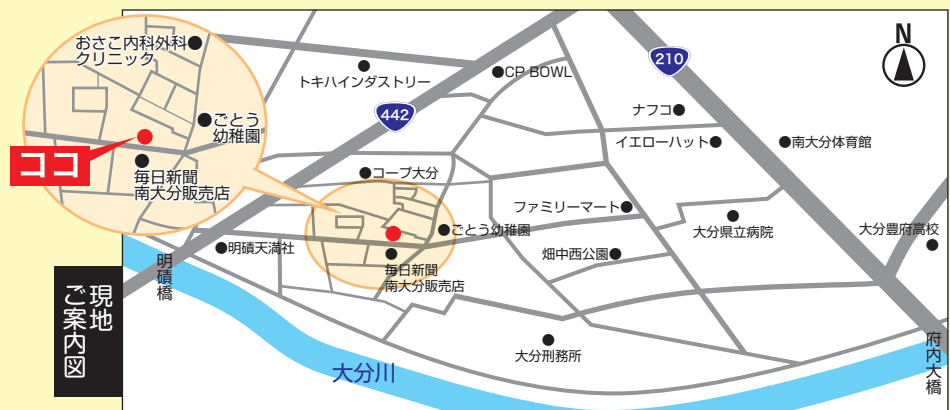 おさこ内科外科
クリニック
ごとう
幼稚園
ココ
毎日新聞
南大分販売店
トキハインダストリー
CP BOWL
442
210
N
ナフコ
イエローハット
南大分体育館
コープ大分
ファミリーマート
大分県立病院
大分豊府高校
明磧天満社
ごとう幼稚園
畑中西公園
毎日新聞
南大分販売店
明磧橋
現地
ご案内図
大分刑務所
大分川
府内大橋